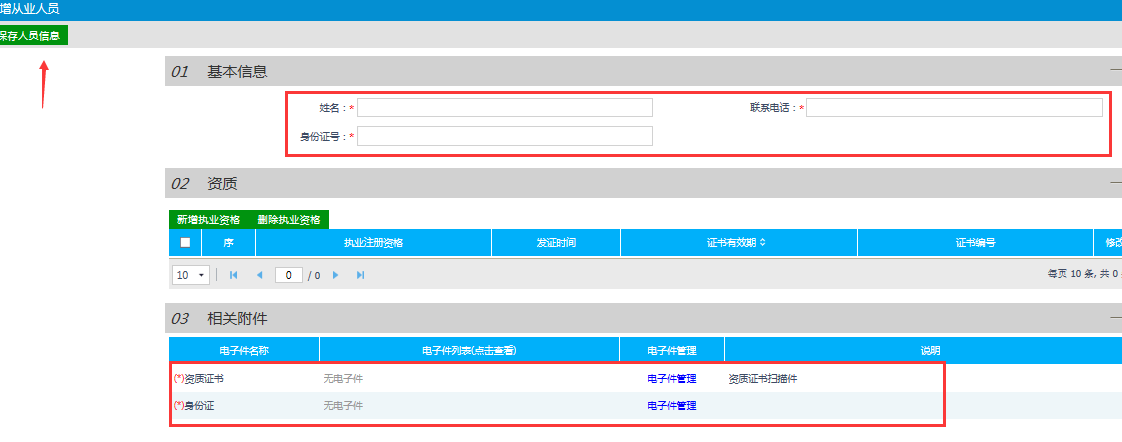 增从业人员
保存人员信息
01 基本信息
姓名：* 联系电话：*
身份证号：*
02 资质
新增执业资格 删除执业资格
序 执业注册资格 发证时间 证书有效期 证书编号 修改
10 0 / 0 每页 10 条, 共 0
03 相关附件
电子件名称 电子件列表(点击查看) 电子件管理 说明
(*)资质证书 无电子件 电子件管理 资质证书扫描件
(*)身份证 无电子件 电子件管理